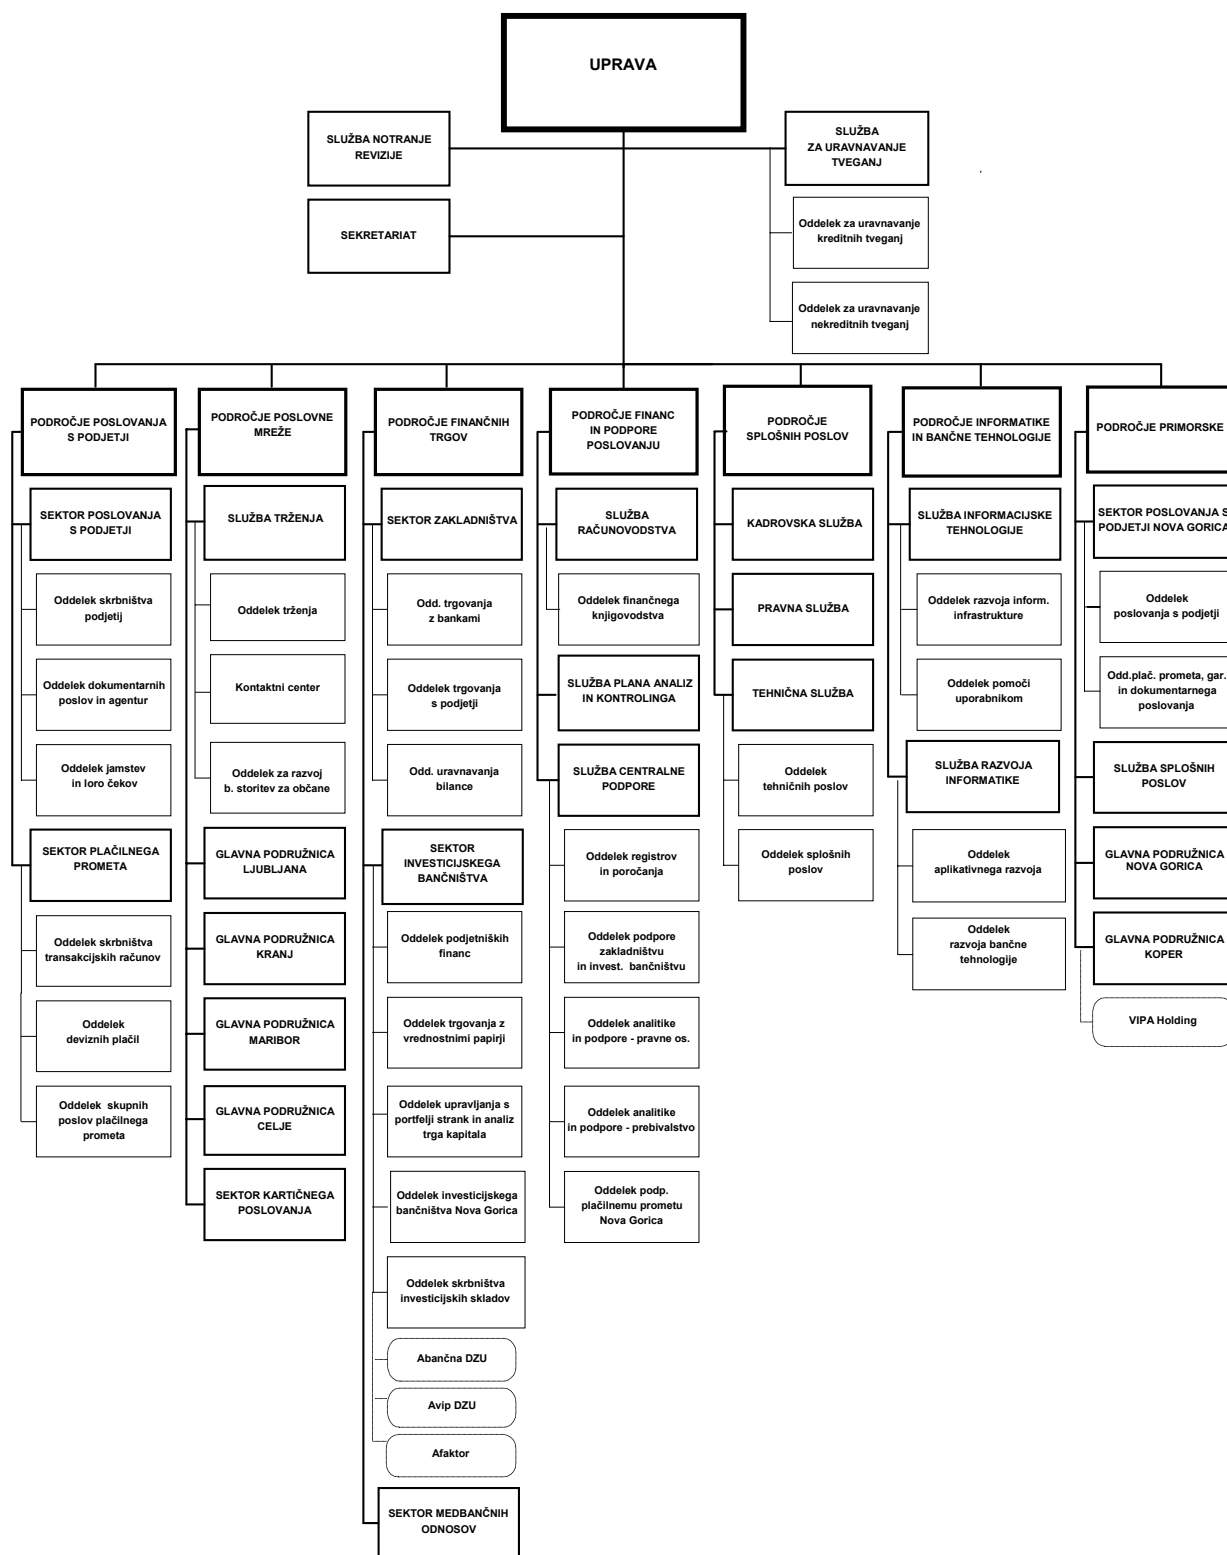 UPRAVA
SLUŽBA NOTRANJE
REVIZIJE
SLUŽBA
ZA URAVNAVANJE
TVEGANJ
SEKRETARIAT
Oddelek za uravnavanje
kreditnih tveganj
Oddelek za uravnavanje
nekreditnih tveganj
PODROČJE POSLOVANJA
S PODJETJI
SEKTOR POSLOVANJA
S PODJETJI
Oddelek skrbništva
podjetij
Oddelek dokumentarnih
poslov in agentur
Oddelek jamstev
in loro čekov
SEKTOR PLAČILNEGA
PROMETA
Oddelek skrbništva
transakcijskih računov
Oddelek
deviznih plačil
Oddelek skupnih
poslov plačilnega
prometa
PODROČJE POSLOVNE
MREŽE
SLUŽBA TRŽENJA
Oddelek trženja
Kontaktni center
Oddelek za razvoj
b. storitev za občane
GLAVNA PODRUŽNICA
LJUBLJANA
GLAVNA PODRUŽNICA
KRANJ
GLAVNA PODRUŽNICA
MARIBOR
GLAVNA PODRUŽNICA
CELJE
SEKTOR KARTIČNEGA
POSLOVANJA
PODROČJE FINANČNIH
TRGOV
SEKTOR ZAKLADNIŠTVA
Odd. trgovanja
z bankami
Oddelek trgovanja
s podjetji
Odd. uravnavanja
bilance
SEKTOR
INVESTICIJSKEGA
BANČNIŠTVA
Oddelek podjetniških
financ
Oddelek trgovanja z
vrednostnimi papirji
Oddelek upravljanja s
portfelji strank in analiz
trga kapitala
Oddelek investicijskega
bančništva Nova Gorica
Oddelek skrbništva
investicijskih skladov
Abančna DZU
Avip DZU
Afaktor
SEKTOR MEDBANČNIH
ODNOSOV
PODROČJE FINANC
IN PODPORE
POSLOVANJU
SLUŽBA
RAČUNOVODSTVA
Oddelek finančnega
knjigovodstva
SLUŽBA PLANA ANALIZ
IN KONTROLINGA
SLUŽBA CENTRALNE
PODPORE
Oddelek registrov
in poročanja
Oddelek podpore
zakladništvu
in invest. bančništvu
Oddelek analitike
in podpore - pravne os.
Oddelek analitike
in podpore - prebivalstvo
Oddelek podp.
plačilnemu prometu
Nova Gorica
PODROČJE
SPLOŠNIH POSLOV
KADROVSKA SLUŽBA
PRAVNA SLUŽBA
TEHNIČNA SLUŽBA
Oddelek
tehničnih poslov
Oddelek splošnih
poslov
PODROČJE INFORMATIKE
IN BANČNE TEHNOLOGIJE
SLUŽBA INFORMACIJSKE
TEHNOLOGIJE
Oddelek razvoja inform.
infrastrukture
Oddelek pomoči
uporabnikom
SLUŽBA RAZVOJA
INFORMATIKE
Oddelek
aplikativnega razvoja
Oddelek
razvoja bančne
tehnologije
PODROČJE PRIMORSKE
SEKTOR POSLOVANJA S
PODJETJI NOVA GORICA
Oddelek
poslovanja s podjetji
Odd.plač. prometa, gar.
in dokumentarnega
poslovanja
SLUŽBA SPLOŠNIH
POSLOV
GLAVNA PODRUŽNICA
NOVA GORICA
GLAVNA PODRUŽNICA
KOPER
VIPA Holding